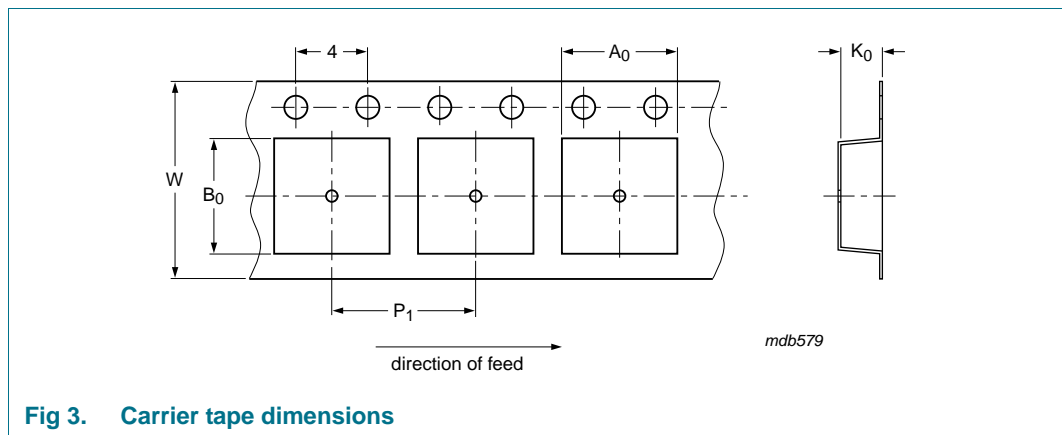 4
A0
K0
W
B0
P1
direction of feed
mdb579
Fig 3. Carrier tape dimensions